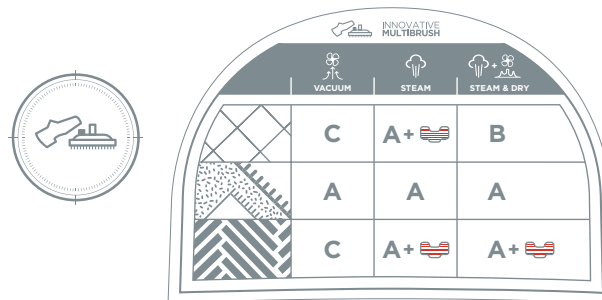 INNOVATIVE
MULTIBRUSH
VACUUM STEAM STEAM & DRY
C A+ B
A A A
C A+ A+